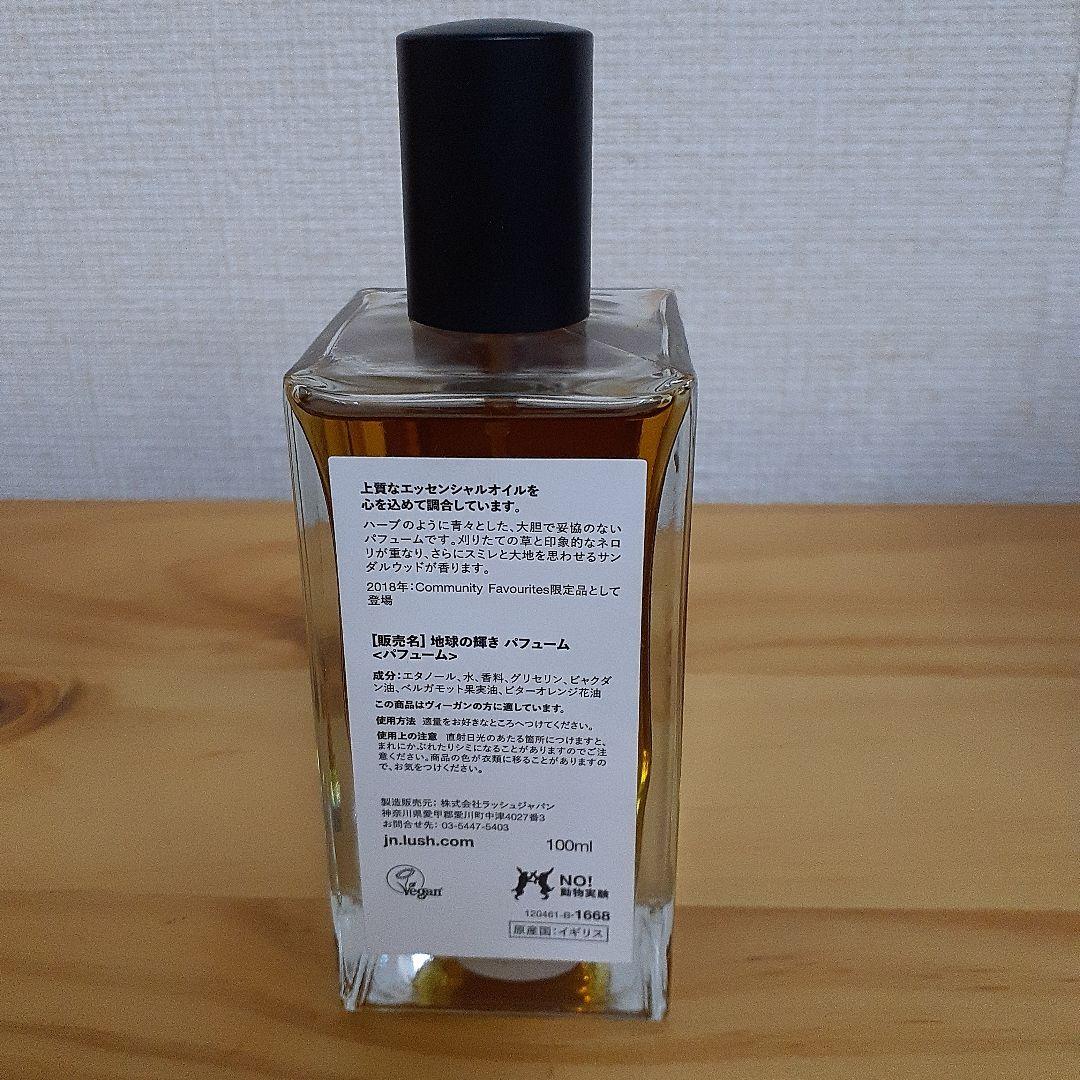 上質なエッセンシャルオイルを
心を込めて調合しています。
ハーブのように青々とした、大胆で妥協のない
パフュームです。刈りたての草と印象的なネロ
リが重なり、さらにスミレと大地を思わせるサン
ダルウッドが香ります。
2018年：Community Favourites限定品として
登場
［販売名］ 地球の輝き パフューム
<パフューム>
成分：エタノール、水、香料、グリセリン、ビャクダ
ン油、ベルガモット果実油、ビターオレンジ花油
この商品はヴィーガンの方に適しています。
使用方法 適量をお好きなところへつけてください。
使用上の注意 直射日光のあたる箇所につけますと、
まれにかぶれたりシミになることがありますのでご注
意ください。商品の色が衣類に移ることがありますの
で、お気をつけください。
製造販売元：株式会社ラッシュジャパン
神奈川県愛甲郡愛川町中津4027番3
お問合せ先：03-5447-5403
jn.lush.com 100ml
Vegan NO!
動物実験
120461-B-1668
原産国：イギリス